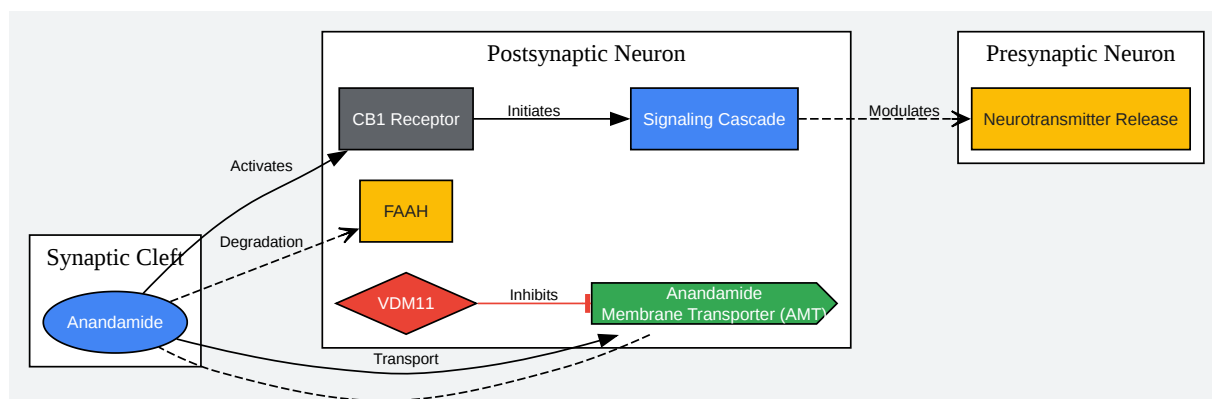 Postsynaptic Neuron
Presynaptic Neuron
CB1 Receptor
Initiates
Signaling Cascade
Modulates
Neurotransmitter Release
Activates
FAAH
Degradation
Synaptic Cleft
Anandamide
VDM11
Inhibits
Anandamide
Membrane Transporter (AMT)
Transport